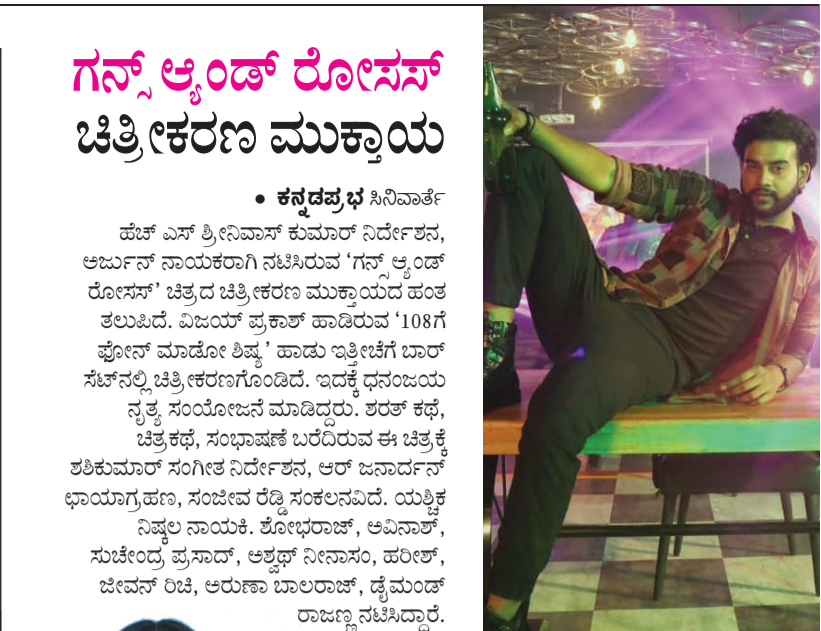 ಗನ್ಸ್ ಆ್ಯಂಡ್ ರೋಸಸ್
ಚಿತ್ರೀಕರಣ ಮುಕ್ತಾಯ
• ಕನ್ನಡಪ್ರಭ ಸಿನಿವಾರ್ತೆ
ಹೆಚ್ ಎಸ್ ಶ್ರೀನಿವಾಸ್ ಕುಮಾರ್ ನಿರ್ದೇಶನ,
ಅರ್ಜುನ್ ನಾಯಕರಾಗಿ ನಟಿಸಿರುವ ‘ಗನ್ಸ್ ಆ್ಯಂಡ್
ರೋಸಸ್’ ಚಿತ್ರದ ಚಿತ್ರೀಕರಣ ಮುಕ್ತಾಯದ ಹಂತ
ತಲುಪಿದೆ. ವಿಜಯ್ ಪ್ರಕಾಶ್ ಹಾಡಿರುವ ‘108ಗೆ
ಫೋನ್ ಮಾಡೋ ಶಿಷ್ಯ’ ಹಾಡು ಇತ್ತೀಚೆಗೆ ಬಾರ್
ಸೆಟ್‌ನಲ್ಲಿ ಚಿತ್ರೀಕರಣಗೊಂಡಿದೆ. ಇದಕ್ಕೆ ಧನಂಜಯ
ನೃತ್ಯ ಸಂಯೋಜನೆ ಮಾಡಿದ್ದರು. ಶರತ್ ಕಥೆ,
ಚಿತ್ರಕಥೆ, ಸಂಭಾಷಣೆ ಬರೆದಿರುವ ಈ ಚಿತ್ರಕ್ಕೆ
ಶಶಿಕುಮಾರ್ ಸಂಗೀತ ನಿರ್ದೇಶನ, ಆರ್ ಜನಾರ್ದನ್
ಛಾಯಾಗ್ರಹಣ, ಸಂಜೀವ ರೆಡ್ಡಿ ಸಂಕಲನವಿದೆ. ಯಶ್ಚಿಕ
ನಿಷ್ಕಲ ನಾಯಕಿ. ಶೋಭರಾಜ್, ಅವಿನಾಶ್,
ಸುಚೇಂದ್ರ ಪ್ರಸಾದ್, ಅಶ್ವಥ್ ನೀನಾಸಂ, ಹರೀಶ್,
ಜೀವನ್ ರಿಚಿ, ಅರುಣಾ ಬಾಲರಾಜ್, ಡೈಮಂಡ್
ರಾಜಣ್ಣ ನಟಿಸಿದ್ದಾರೆ.